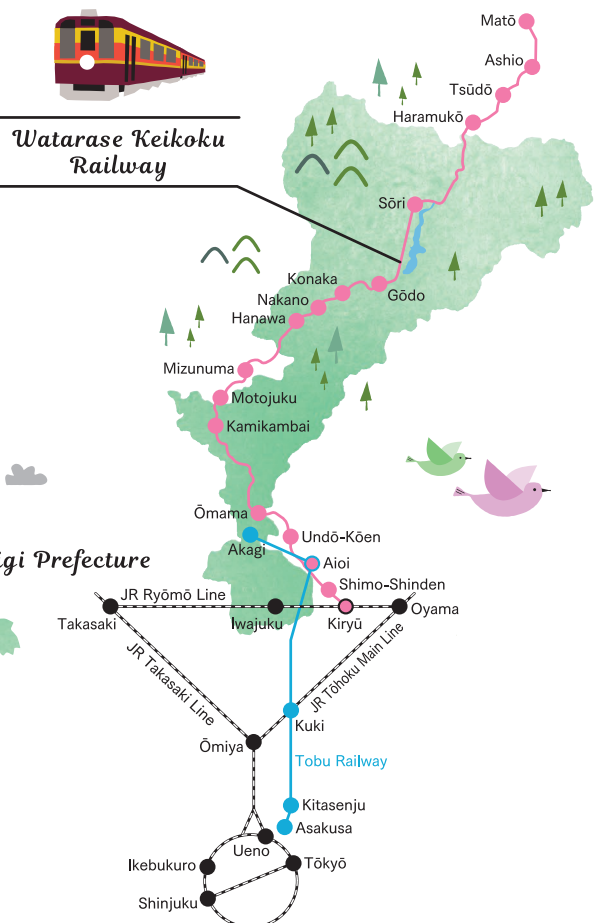 Matō
Ashio
Tsūdō
Haramukō
Watarase Keikoku
Railway
Sōri
Konaka
Gōdo
Nakano
Hanawa
Mizunuma
Motojuku
Kamikambai
Ōmama
Undō-Kōen
Akagi
gi Prefecture
Aioi
Shimo-Shinden
JR Ryōmō Line
Takasaki
Iwajuku
Kiryū
Oyama
JR Takasaki Line
JR Tōhoku Main Line
Kuki
Ōmiya
Tobu Railway
Kitasenju
Asakusa
Ueno
Ikebukuro
Tōkyō
Shinjuku